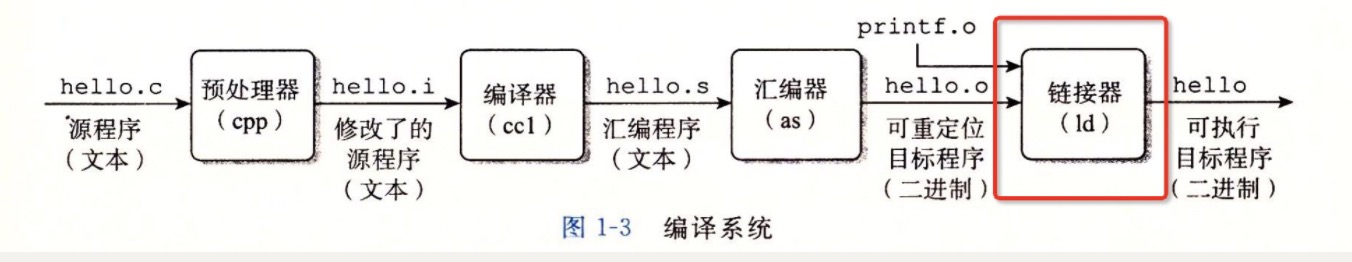 printf.o
hello.c
预处理器
（cpp）
hello.i
编译器
（cc1）
hello.s
汇编器
（as）
hello.o
链接器
（ld）
hello
源程序
（文本）
修改了的
源程序
（文本）
汇编程序
（文本）
可重定位
目标程序
（二进制）
可执行
目标程序
（二进制）
图 1-3 编译系统